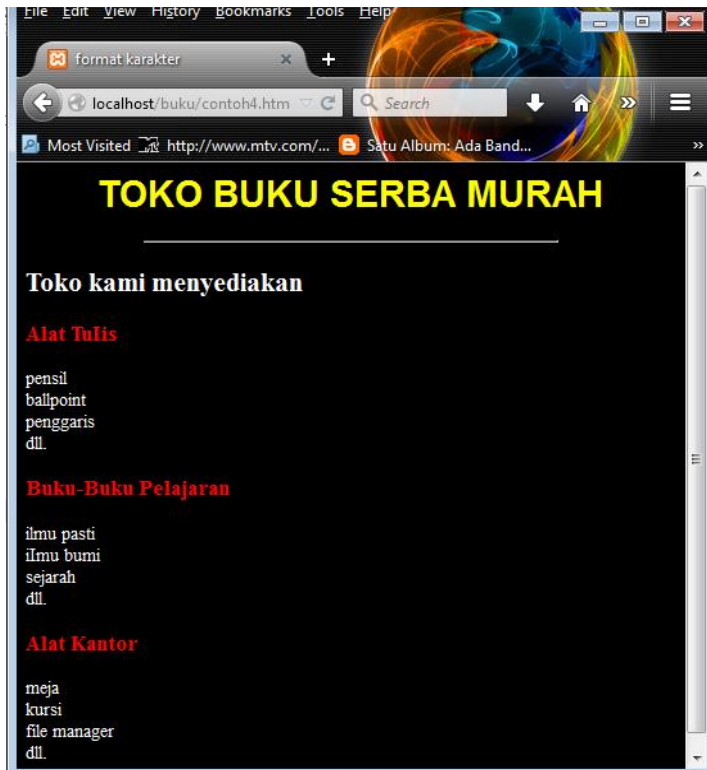 File Edit View History Bookmarks Tools Help
format karakter
localhost/buku/contoh4.htm Search
Most Visited http://www.mtv.com/... Satu Album: Ada Band...
TOKO BUKU SERBA MURAH
Toko kami menyediakan
Alat TuIis
pensil
ballpoint
penggaris
dll.
Buku-Buku Pelajaran
ilmu pasti
iImu bumi
sejarah
dll.
Alat Kantor
meja
kursi
file manager
dll.